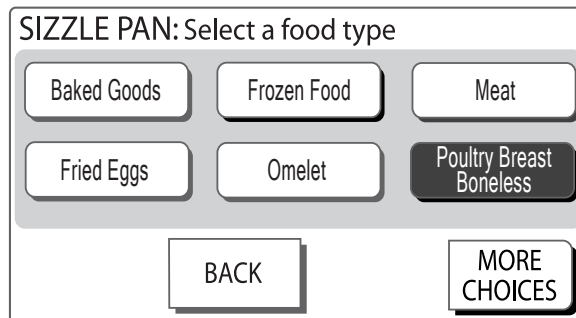 SIZZLE PAN: Select a food type
Baked Goods
Frozen Food
Meat
Fried Eggs
Omelet
Poultry Breast
Boneless
BACK
MORE
CHOICES